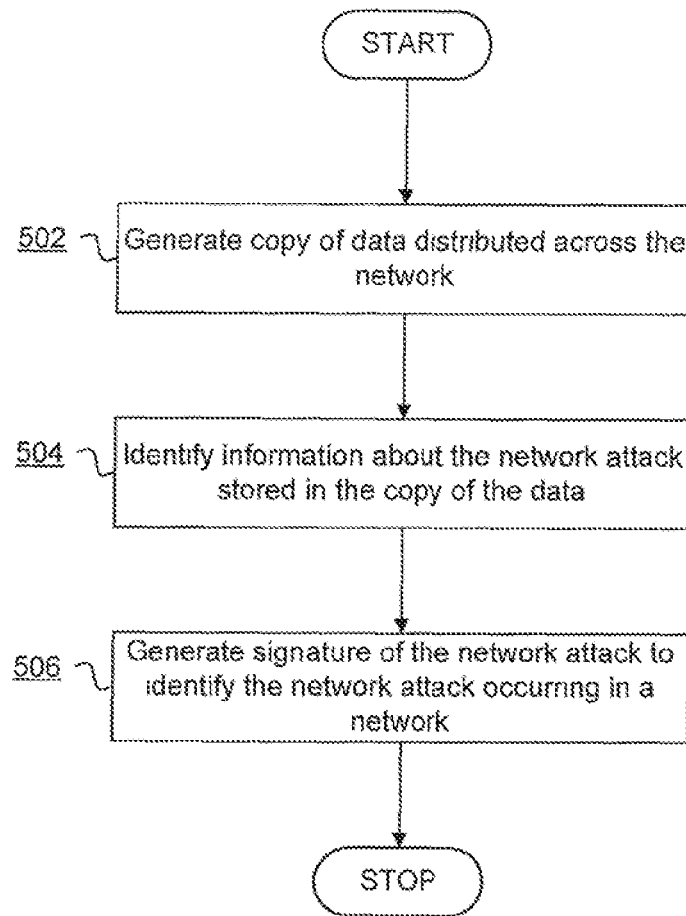 START
502
Generate copy of data distributed across the
network
504
Identify information about the network attack
stored in the copy of the data
506
Generate signature of the network attack to
identify the network attack occurring in a
network
STOP